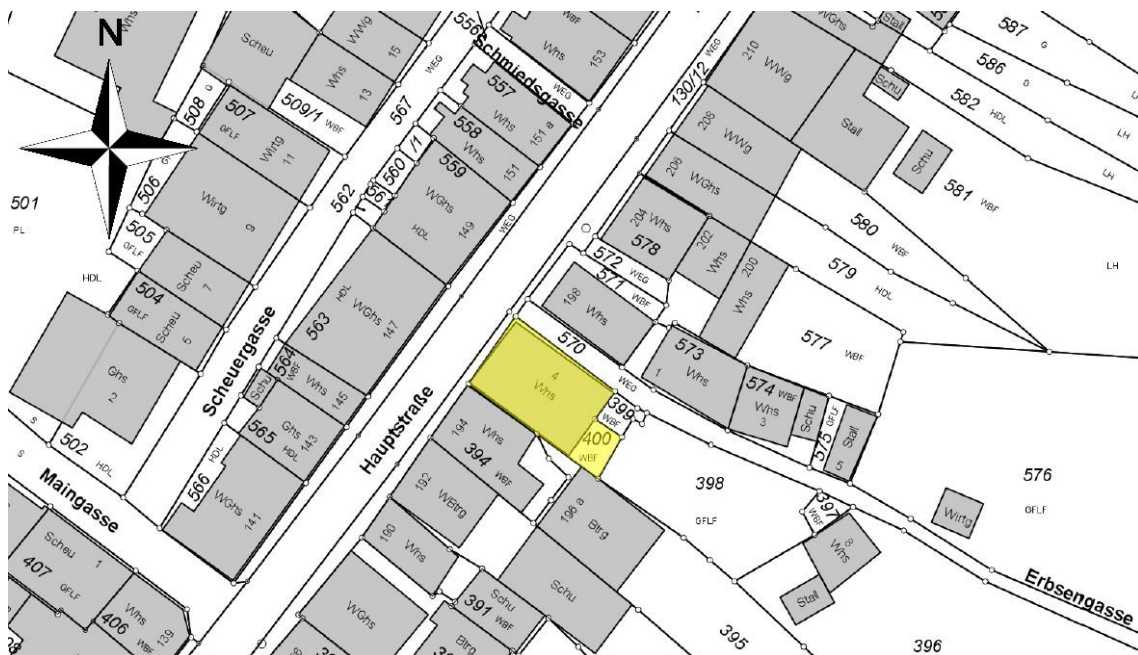 N
Whs
Scheu
WWg
15
WBF
Whs
153
556
WEG
Schmiedsgasse
WEG
210
WWg
WGhs
Stall
587
G
586
G
582
HDL
LH
LH
LH
508
G
507
GFLF
509/1
WBF
Whs
13
567
WEG
557
Whs
151 a
130/12
Schu
Wirtg
11
558
Whs
151
208
WWg
Stall
Schu
581
WBF
501
PL
506
Wirtg
9
562
560
/1
559
WGhs
149
HDL
WEG
206
WGhs
580
WBF
LH
505
GFLF
204
Whs
578
202
Whs
200
Whs
579
HDL
HDL
504
GFLF
Scheu
7
Scheu
5
HDL
563
WGhs
147
572
WEG
571
WBF
198
Whs
577
WBF
Scheuergasse
Ghs
2
564
WBF
Schu
Whs
145
Hauptstraße
570
WEG
4
Whs
573
Whs
1
574
WBF
Whs
3
Schu
575
GFLF
Stall
5
565
Ghs
143
HDL
399
WBF
400
WBF
S
502
HDL
S
HDL
566
WGhs
141
194
Whs
394
WBF
398
GFLF
576
GFLF
Maingasse
192
WBtrg
196 a
Btrg
397
WBF
Wirtg
8
Whs
407
Scheu
1
GFLF
190
Whs
Schu
Stall
Erbsengasse
406
Whs
WBF
139
WGhs
391
Schu
WBF
Btrg
395
396